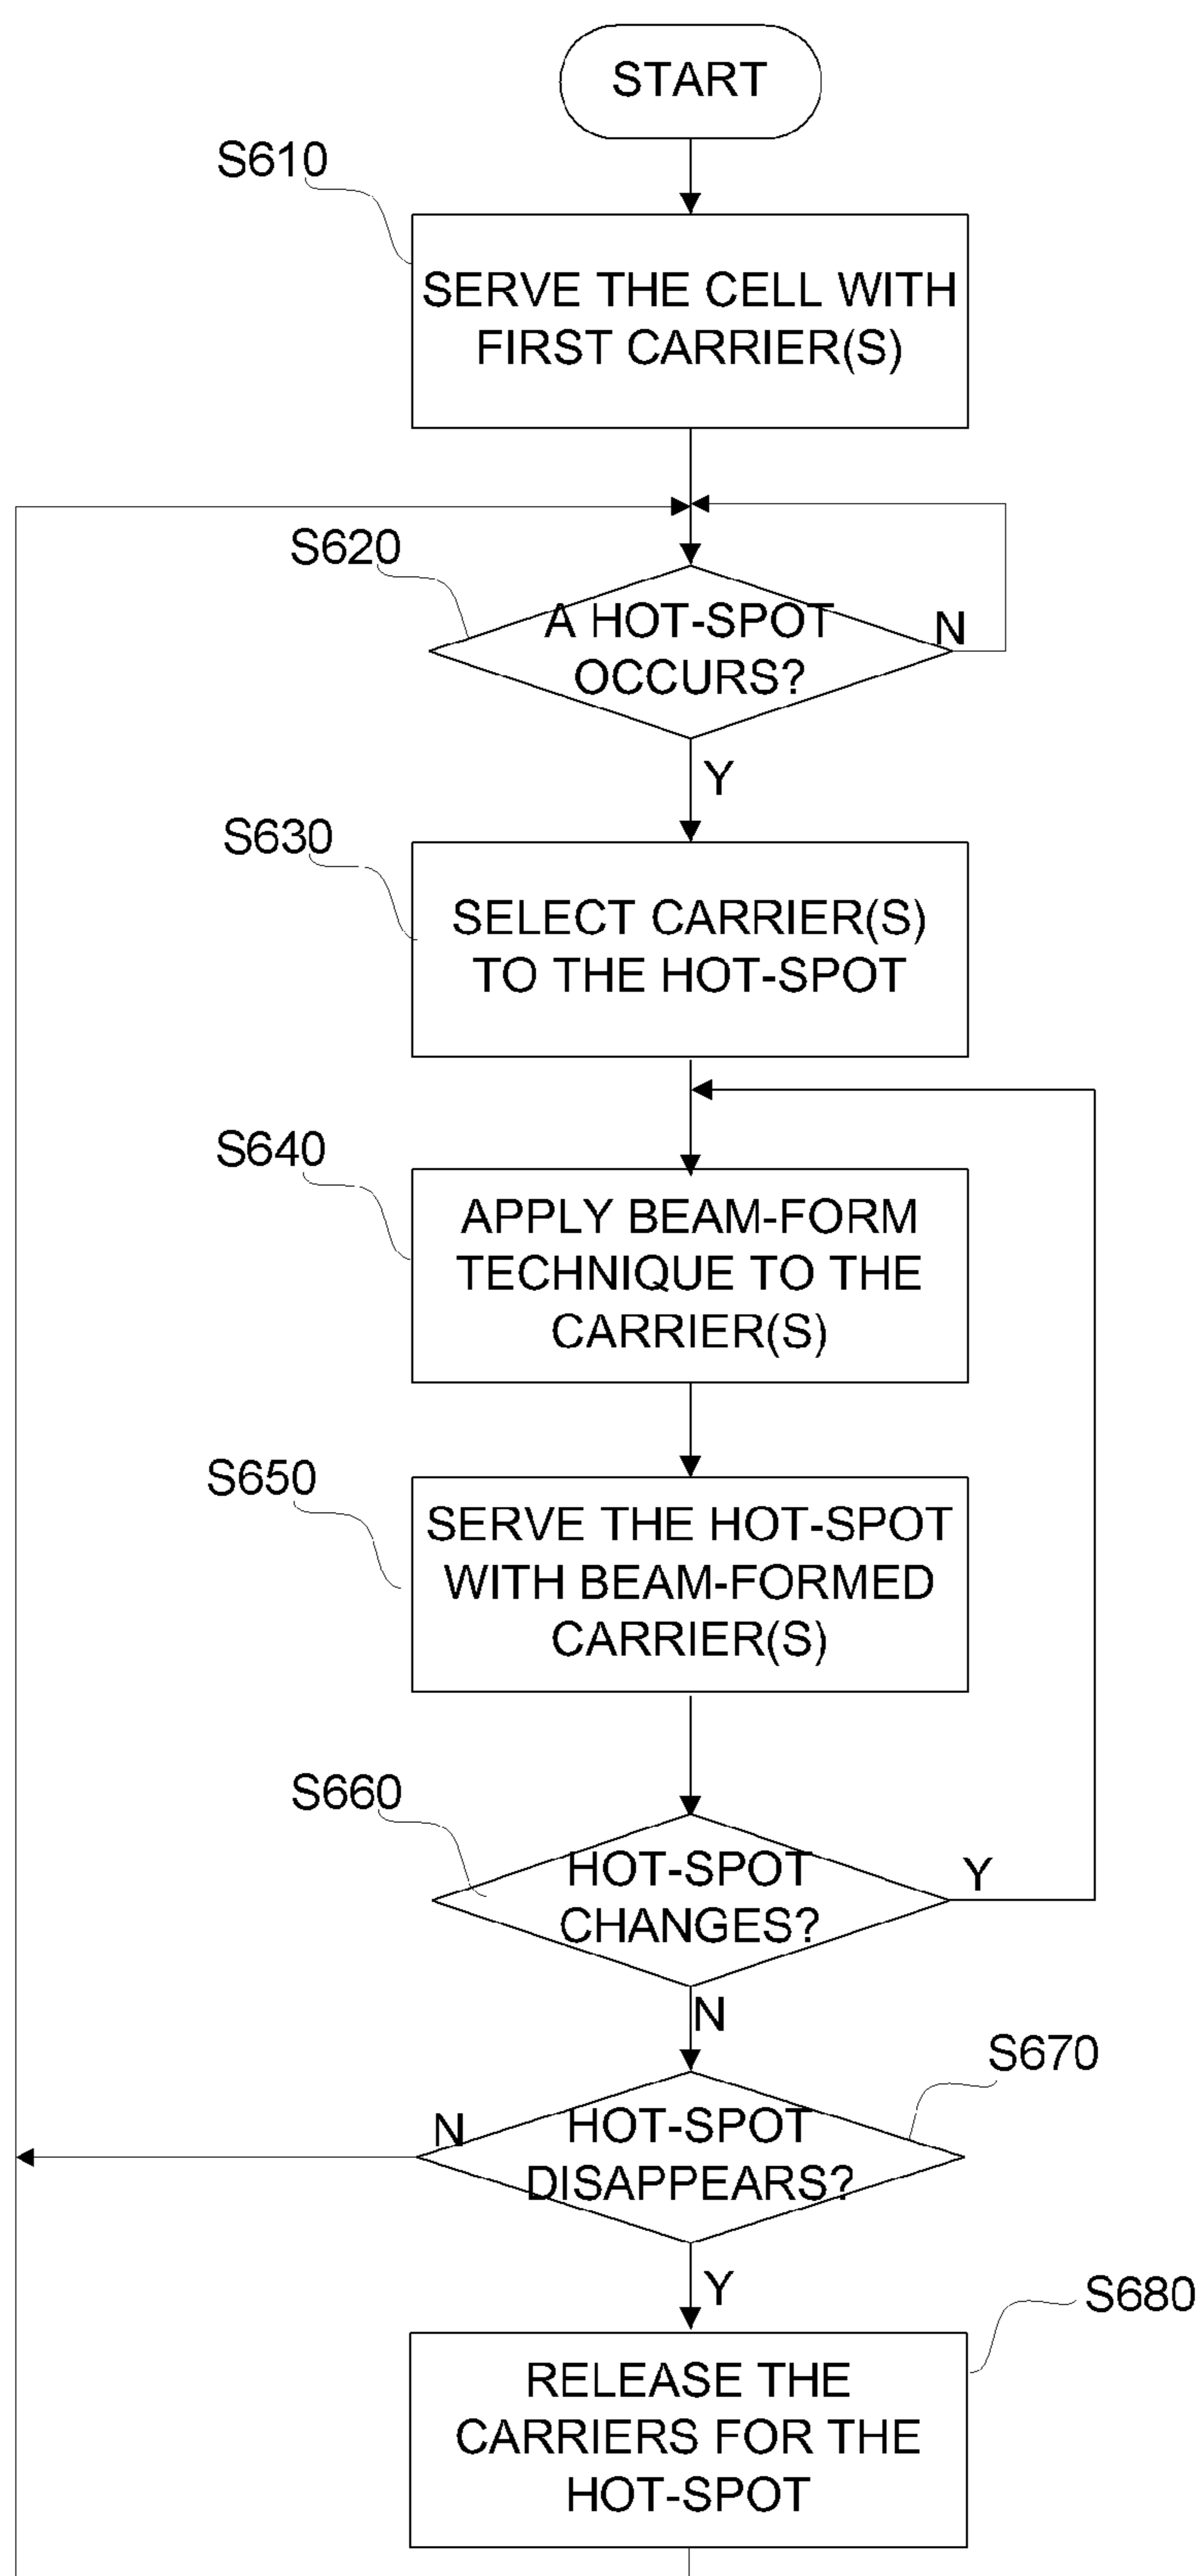 START
S610
SERVE THE CELL WITH
FIRST CARRIER(S)
S620
A HOT-SPOT
OCCURS?
N
Y
S630
SELECT CARRIER(S)
TO THE HOT-SPOT
S640
APPLY BEAM-FORM
TECHNIQUE TO THE
CARRIER(S)
S650
SERVE THE HOT-SPOT
WITH BEAM-FORMED
CARRIER(S)
S660
HOT-SPOT
CHANGES?
Y
N
S670
HOT-SPOT
DISAPPEARS?
N
Y
S680
RELEASE THE
CARRIERS FOR THE
HOT-SPOT